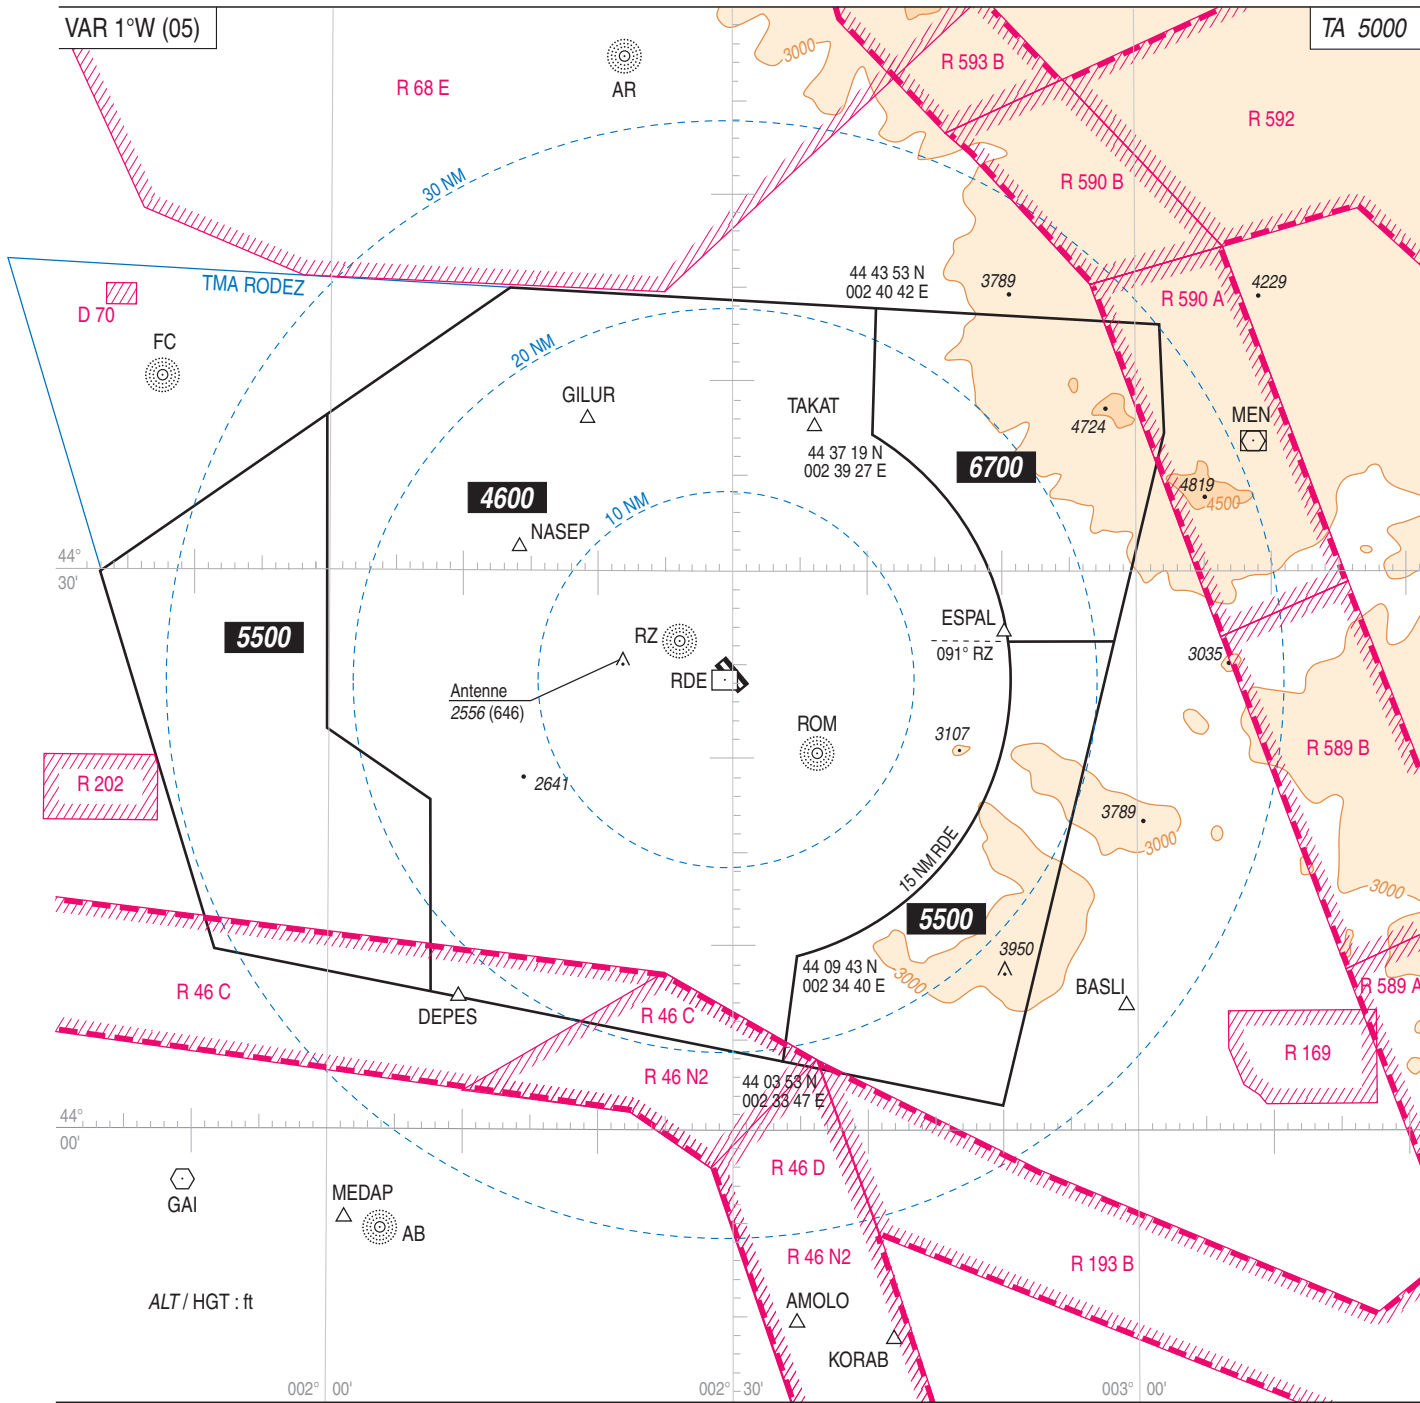 VAR 1°W (05)
TA 5000
AR
R 68 E
3000
R 593 B
R 592
R 590 B
30 NM
TMA RODEZ
D 70
44 43 53 N
002 40 42 E
3789
R 590 A
4229
FC
20 NM
GILUR
TAKAT
4724
MEN
44 37 19 N
002 39 27 E
6700
4600
4819
4500
10 NM
NASEP
44°
30'
5500
RZ
ESPAL
091° RZ
3035
RDE
Antenne
2556 (646)
ROM
3107
R 589 B
2641
R 202
3789
3000
15 NM RDE
3000
5500
3950
44 09 43 N
002 34 40 E
3000
BASLI
R 589 A
R 46 C
DEPES
R 46 C
R 169
R 46 N2
44 03 53 N
002 33 47 E
44°
00'
R 46 D
GAI
MEDAP
AB
R 46 N2
R 193 B
ALT / HGT : ft
AMOLO
KORAB
002° 00'
002° 30'
003° 00'